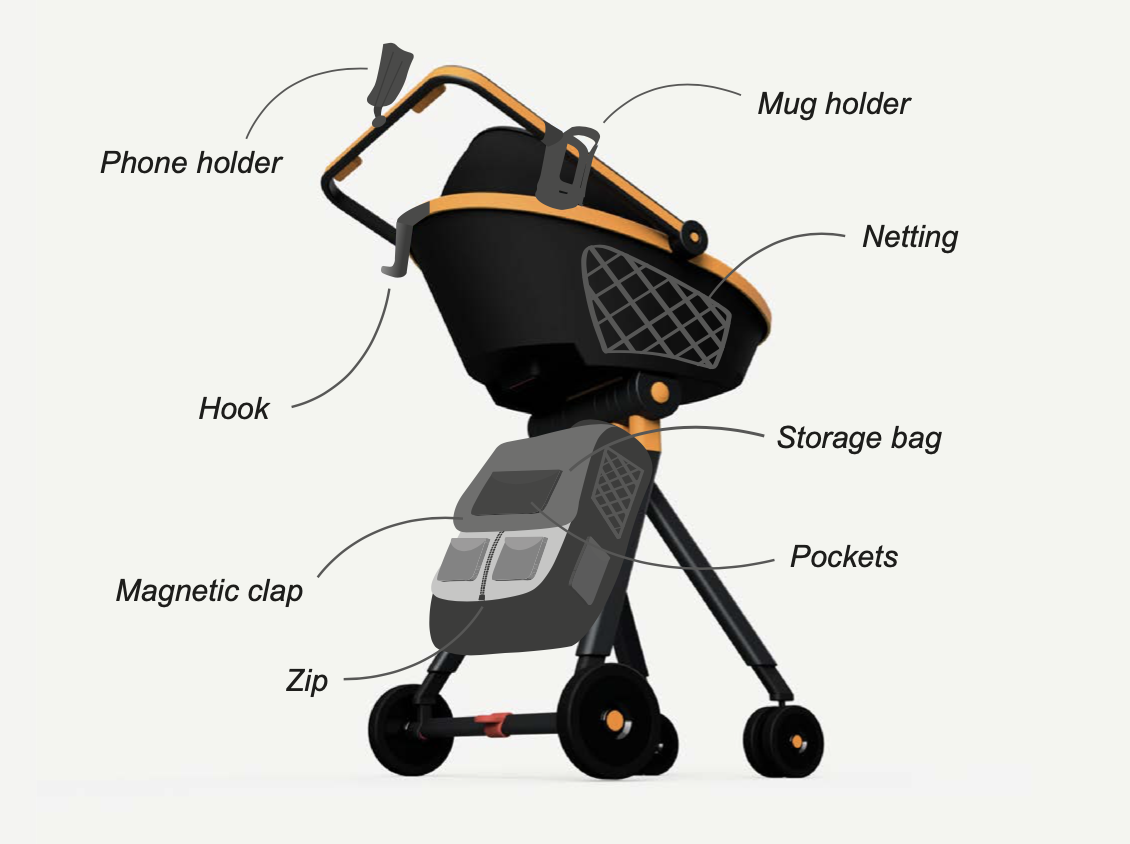 Phone holder
Mug holder
Netting
Hook
Storage bag
Pockets
Magnetic clap
Zip